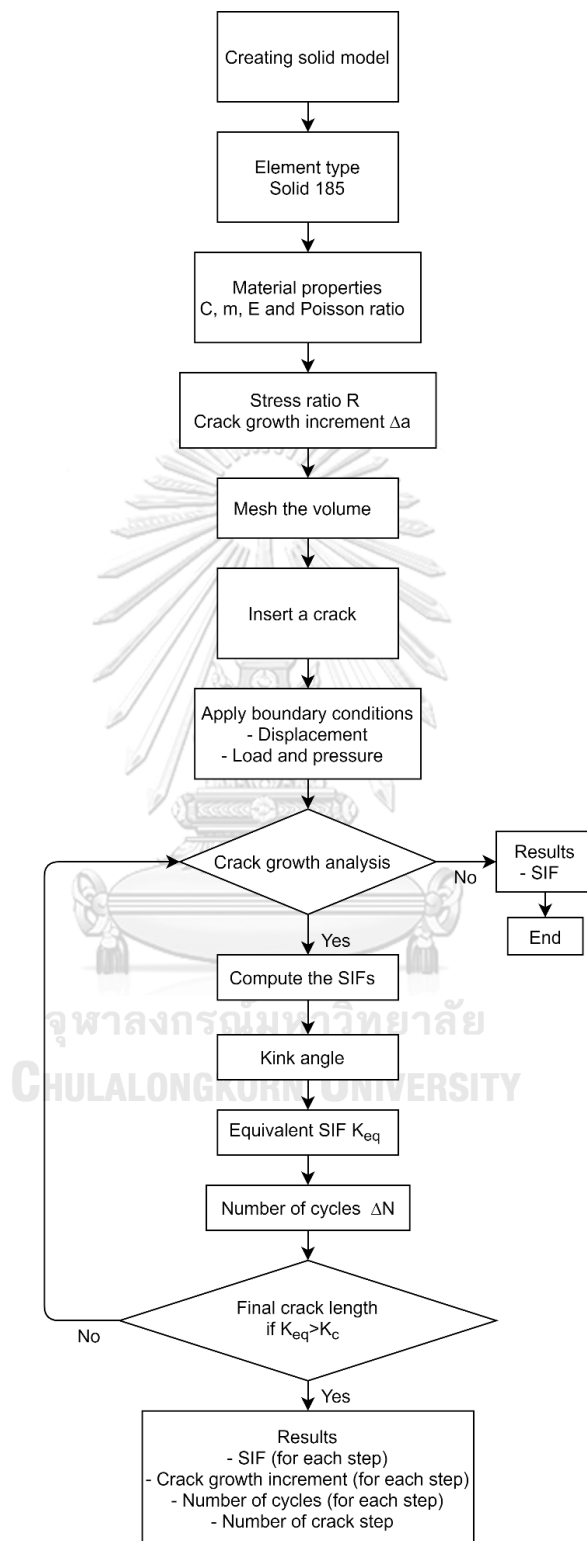 Creating solid model
Element type
Solid 185
Material properties
C, m, E and Poisson ratio
Stress ratio R
Crack growth increment Δa
Mesh the volume
Insert a crack
Apply boundary conditions
- Displacement
- Load and pressure
Crack growth analysis
No
Results
- SIF
End
Yes
Compute the SIFs
จุฬาลงกรณ์มหาวิทยาลัย
Kink angle
CHULALONGKORN UNIVERSITY
Equivalent SIF Keq
Number of cycles ΔN
Final crack length
if Keq>Kc
No
Yes
Results
- SIF (for each step)
- Crack growth increment (for each step)
- Number of cycles (for each step)
- Number of crack step